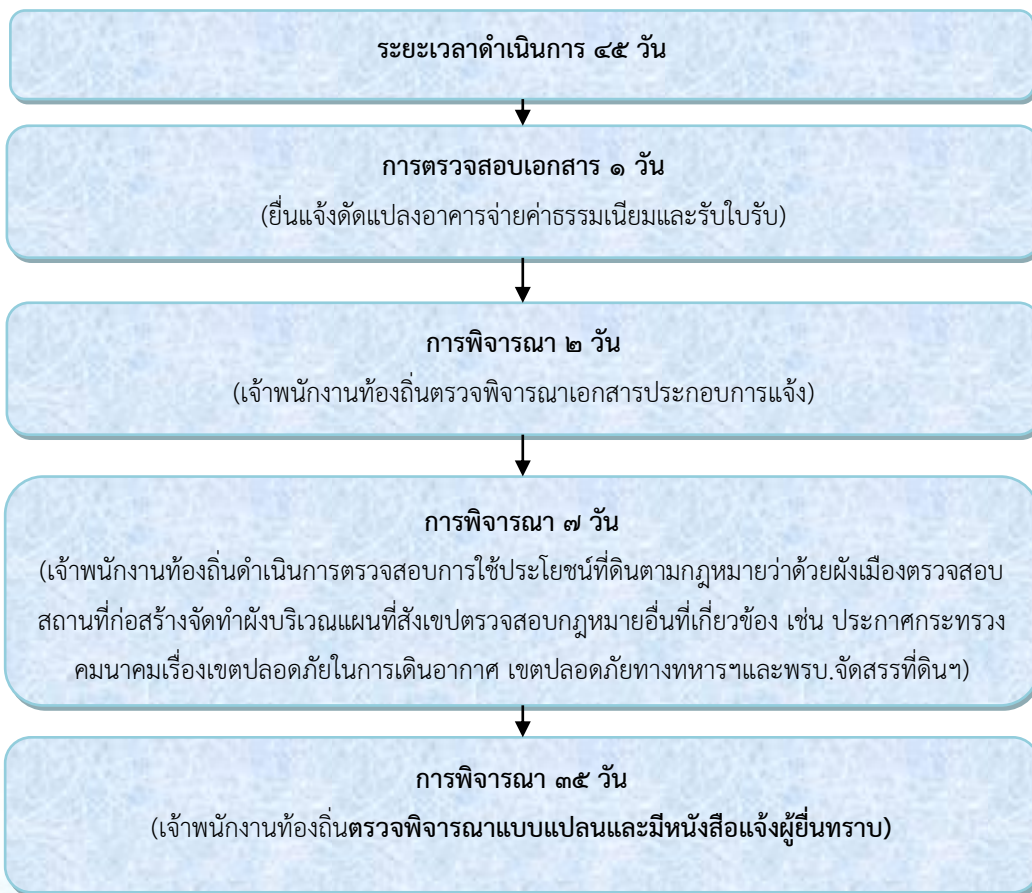 ระยะเวลาดำเนินการ ๔๕ วัน
การตรวจสอบเอกสาร ๑ วัน
(ยื่นแจ้งดัดแปลงอาคารจ่ายค่าธรรมเนียมและรับใบรับ)
การพิจารณา ๒ วัน
(เจ้าพนักงานท้องถิ่นตรวจพิจารณาเอกสารประกอบการแจ้ง)
การพิจารณา ๗ วัน
(เจ้าพนักงานท้องถิ่นดำเนินการตรวจสอบการใช้ประโยชน์ที่ดินตามกฎหมายว่าด้วยผังเมืองตรวจสอบ
สถานที่ก่อสร้างจัดทำผังบริเวณแผนที่สังเขปตรวจสอบกฎหมายอื่นที่เกี่ยวข้อง เช่น ประกาศกระทรวง
คมนาคมเรื่องเขตปลอดภัยในการเดินอากาศ เขตปลอดภัยทางทหารฯและพรบ.จัดสรรที่ดินฯ)
การพิจารณา ๓๕ วัน
(เจ้าพนักงานท้องถิ่นตรวจพิจารณาแบบแปลนและมีหนังสือแจ้งผู้ยื่นทราบ)